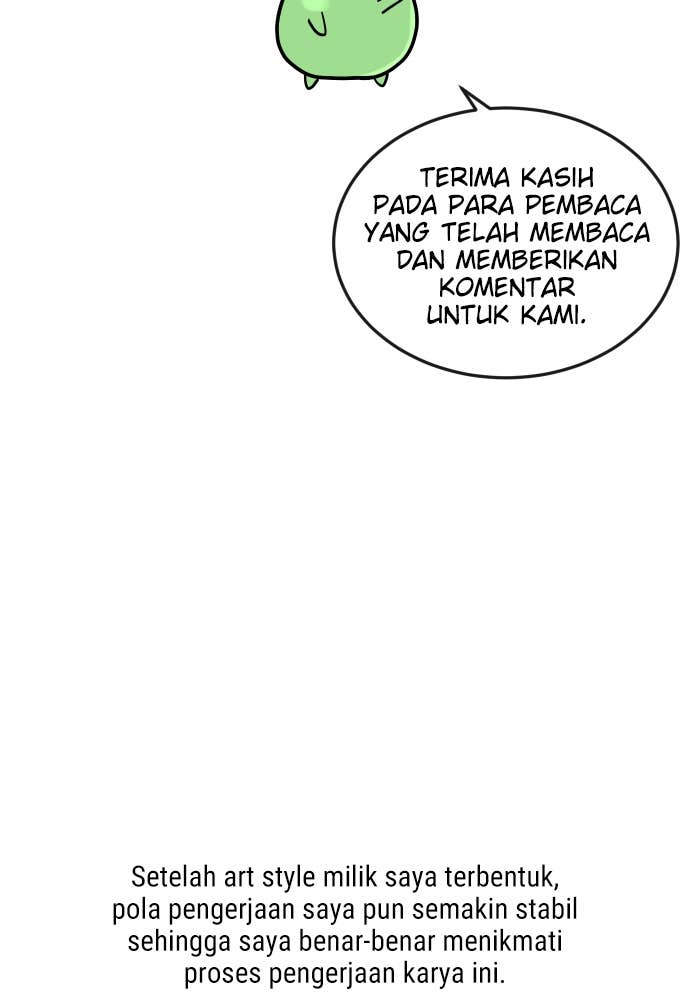 TERIMA KASIH
PADA PARA PEMBACA
YANG TELAH MEMBACA
DAN MEMBERIKAN
KOMENTAR
UNTUK KAMI.
Setelah art style milik saya terbentuk,
pola pengerjaan saya pun semakin stabil
sehingga saya benar-benar menikmati
proses pengerjaan karya ini.